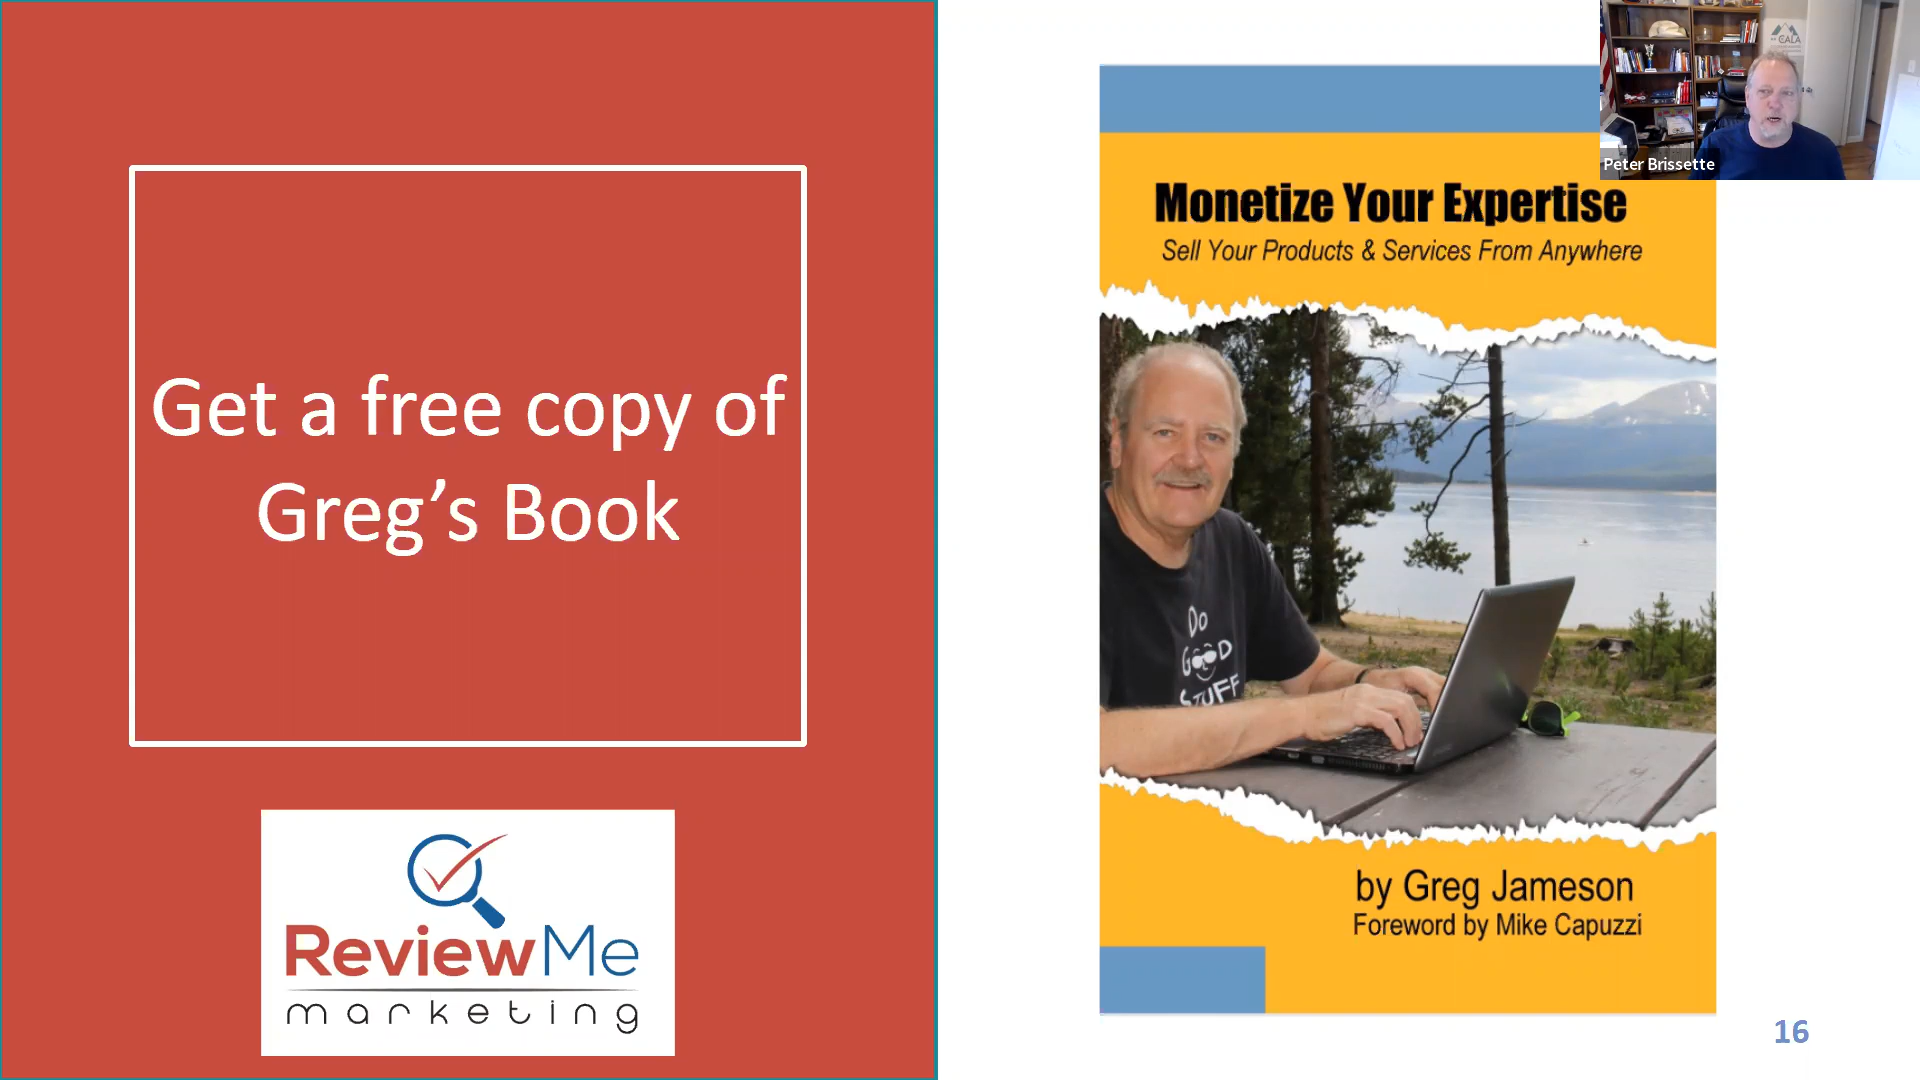 Get a free copy of
Greg’s Book
ReviewMe
marketing
Monetize Your Expertise
Sell Your Products & Services From Anywhere
DO
GOOD
STUFF
by Greg Jameson
Foreword by Mike Capuzzi
16
CALA
Peter Brissette